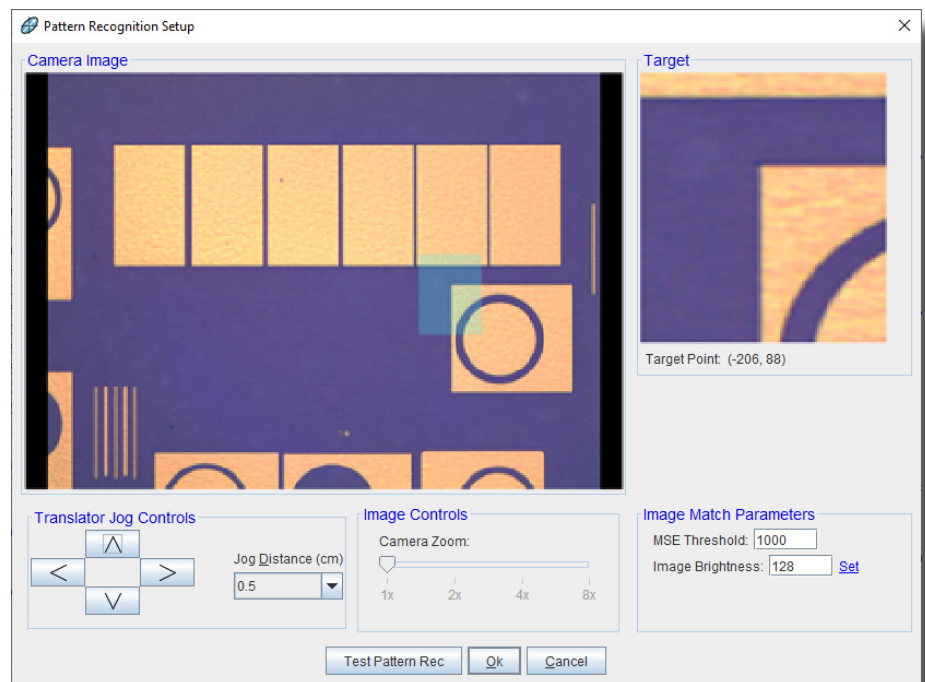 Pattern Recognition Setup
Camera Image
Target
Target Point: (-206, 88)
Translator Jog Controls
Jog Distance (cm)
0.5
Image Controls
Camera Zoom:
1x 2x 4x 8x
Image Match Parameters
MSE Threshold: 1000
Image Brightness: 128 Set
Test Pattern Rec Ok Cancel